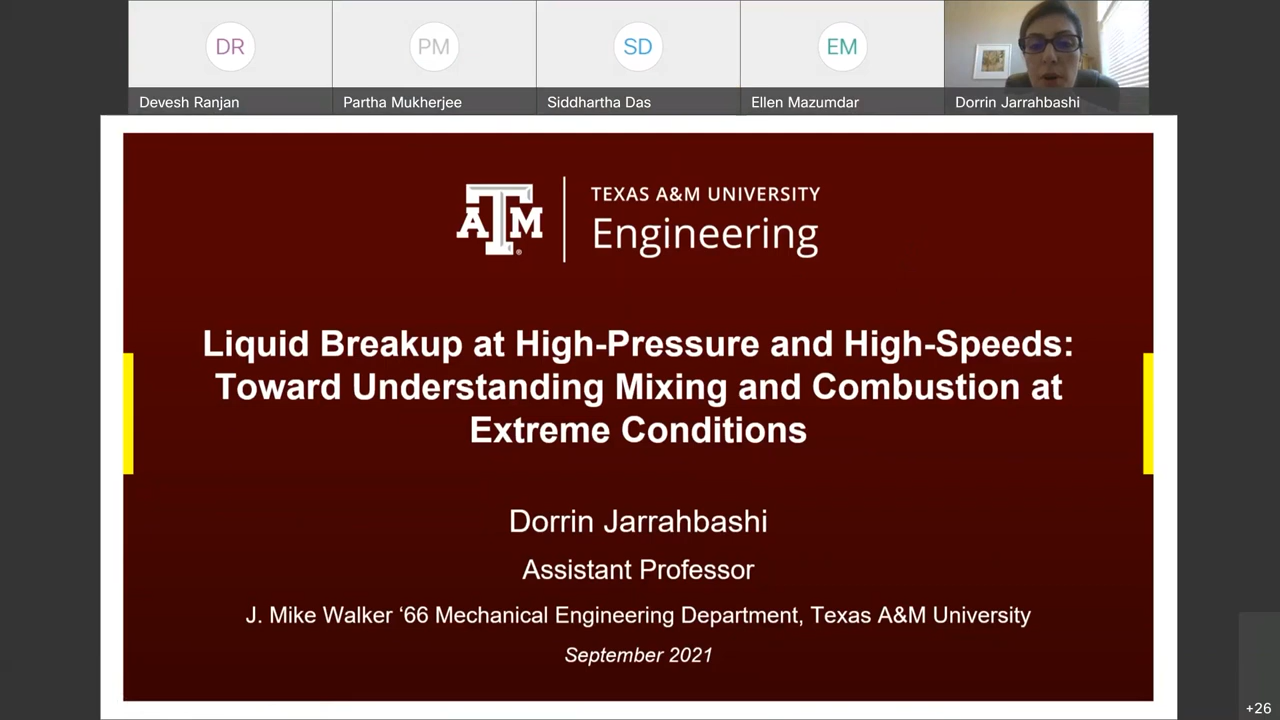 DR
PM
SD
EM
Devesh Ranjan
Partha Mukherjee
Siddhartha Das
Ellen Mazumdar
Dorrin Jarrahbashi
ATM
TEXAS A&M UNIVERSITY
Engineering
Liquid Breakup at High-Pressure and High-Speeds:
Toward Understanding Mixing and Combustion at
Extreme Conditions
Dorrin Jarrahbashi
Assistant Professor
J. Mike Walker ‘66 Mechanical Engineering Department, Texas A&M University
September 2021
+26